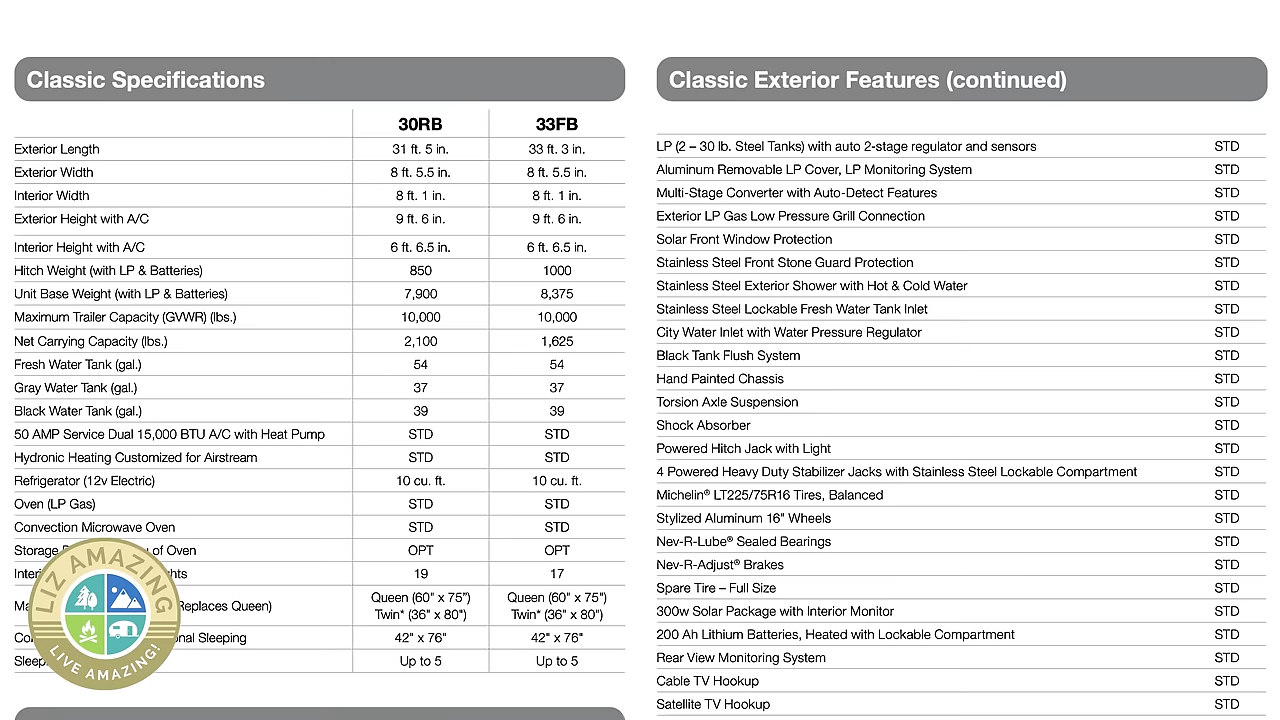 Classic Specifications
30RB 33FB
Exterior Length 31 ft. 5 in. 33 ft. 3 in.
Exterior Width 8 ft. 5.5 in. 8 ft. 5.5 in.
Interior Width 8 ft. 1 in. 8 ft. 1 in.
Exterior Height with A/C 9 ft. 6 in. 9 ft. 6 in.
Interior Height with A/C 6 ft. 6.5 in. 6 ft. 6.5 in.
Hitch Weight (with LP & Batteries) 850 1000
Unit Base Weight (with LP & Batteries) 7,900 8,375
Maximum Trailer Capacity (GVWR) (lbs.) 10,000 10,000
Net Carrying Capacity (lbs.) 2,100 1,625
Fresh Water Tank (gal.) 54 54
Gray Water Tank (gal.) 37 37
Black Water Tank (gal.) 39 39
50 AMP Service Dual 15,000 BTU A/C with Heat Pump STD STD
Hydronic Heating Customized for Airstream STD STD
Refrigerator (12v Electric) 10 cu. ft. 10 cu. ft.
Oven (LP Gas) STD STD
Convection Microwave Oven STD STD
Storage of Oven OPT OPT
19 17
Replaces Queen) Queen (60" x 75") Queen (60" x 75")
Twin* (36" x 80") Twin* (36" x 80")
Sleeping 42" x 76" 42" x 76"
Up to 5 Up to 5
LIZ AMAZING
LIVE AMAZING!
Classic Exterior Features (continued)
LP (2 – 30 lb. Steel Tanks) with auto 2-stage regulator and sensors STD
Aluminum Removable LP Cover, LP Monitoring System STD
Multi-Stage Converter with Auto-Detect Features STD
Exterior LP Gas Low Pressure Grill Connection STD
Solar Front Window Protection STD
Stainless Steel Front Stone Guard Protection STD
Stainless Steel Exterior Shower with Hot & Cold Water STD
Stainless Steel Lockable Fresh Water Tank Inlet STD
City Water Inlet with Water Pressure Regulator STD
Black Tank Flush System STD
Hand Painted Chassis STD
Torsion Axle Suspension STD
Shock Absorber STD
Powered Hitch Jack with Light STD
4 Powered Heavy Duty Stabilizer Jacks with Stainless Steel Lockable Compartment STD
Michelin® LT225/75R16 Tires, Balanced STD
Stylized Aluminum 16" Wheels STD
Nev-R-Lube® Sealed Bearings STD
Nev-R-Adjust® Brakes STD
Spare Tire – Full Size STD
300w Solar Package with Interior Monitor STD
200 Ah Lithium Batteries, Heated with Lockable Compartment STD
Rear View Monitoring System STD
Cable TV Hookup STD
Satellite TV Hookup STD